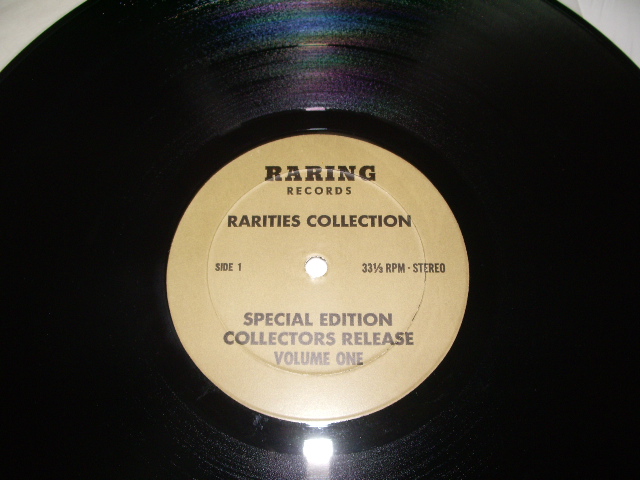 RARING
RECORDS
RARITIES COLLECTION
SIDE 1 33⅓ RPM · STEREO
SPECIAL EDITION
COLLECTORS RELEASE
VOLUME ONE